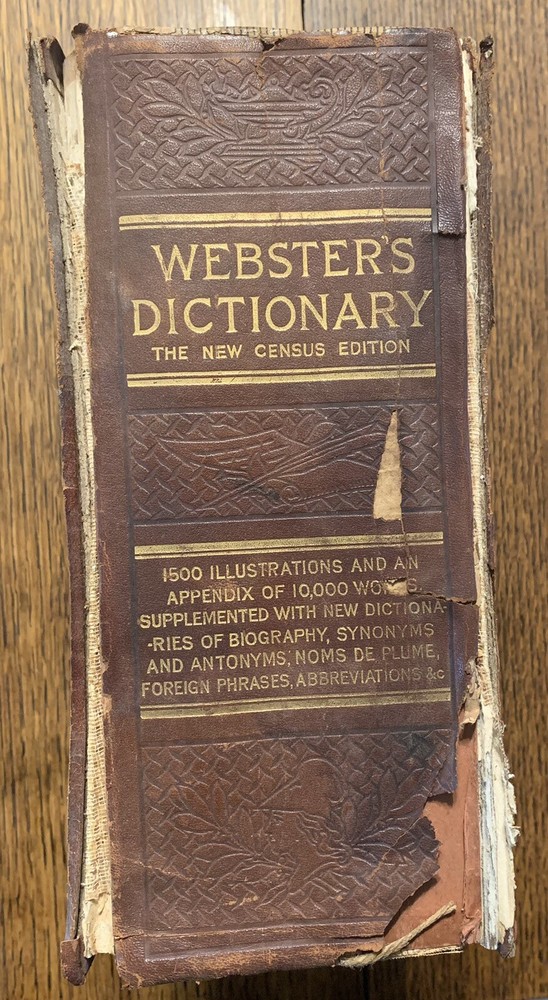 WEBSTER'S
DICTIONARY
THE NEW CENSUS EDITION
1500 ILLUSTRATIONS AND AN
APPENDIX OF 10,000 WORDS
SUPPLEMENTED WITH NEW DICTIONA-
-RIES OF BIOGRAPHY, SYNONYMS
AND ANTONYMS, NOMS DE PLUME,
FOREIGN PHRASES, ABBREVIATIONS &c